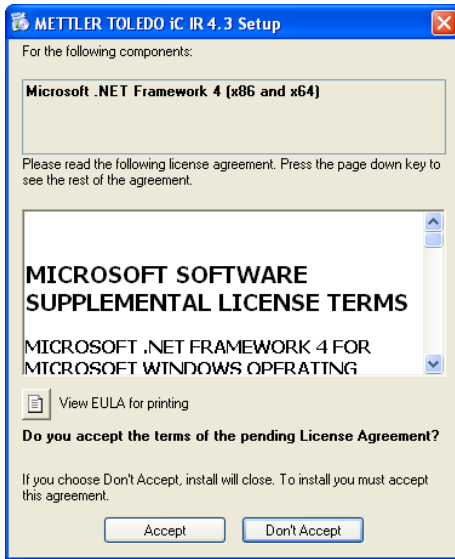 METTLER TOLEDO iC IR 4.3 Setup
For the following components:
Microsoft .NET Framework 4 (x86 and x64)
Please read the following license agreement. Press the page down key to
see the rest of the agreement.
MICROSOFT SOFTWARE
SUPPLEMENTAL LICENSE TERMS
MICROSOFT .NET FRAMEWORK 4 FOR
MICROSOFT WINDOWS OPERATING
View EULA for printing
Do you accept the terms of the pending License Agreement?
If you choose Don't Accept, install will close. To install you must accept
this agreement.
Accept
Don't Accept